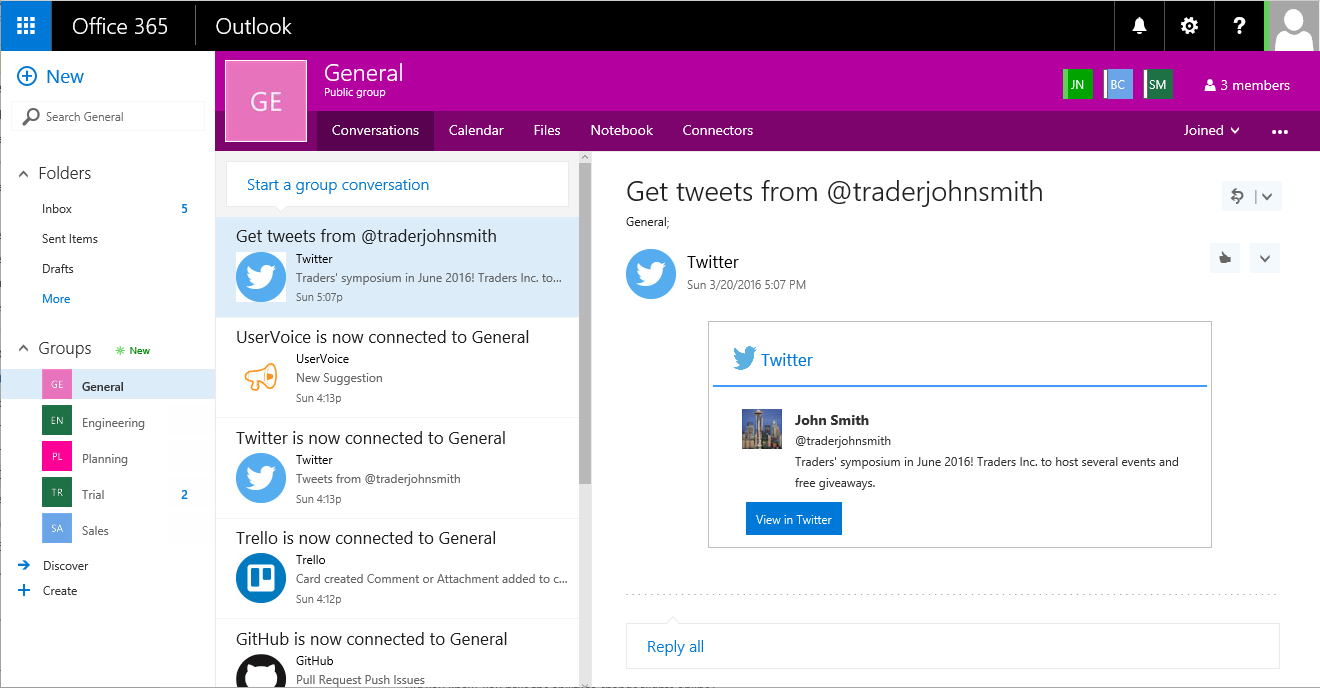 Office 365
Outlook
?
New
Search General
Folders
Inbox 5
Sent Items
Drafts
More
Groups New
GE General
EN Engineering
PL Planning
TR Trial 2
SA Sales
Discover
Create
GE
General
Public group
JN BC SM 3 members
Conversations Calendar Files Notebook Connectors Joined
Start a group conversation
Get tweets from @traderjohnsmith
Twitter
Traders' symposium in June 2016! Traders Inc. to...
Sun 5:07p
UserVoice is now connected to General
UserVoice
New Suggestion
Sun 4:13p
Twitter is now connected to General
Twitter
Tweets from @traderjohnsmith
Sun 4:13p
Trello is now connected to General
Trello
Card created Comment or Attachment added to c...
Sun 4:12p
GitHub is now connected to General
GitHub
Pull Request Push Issues
Get tweets from @traderjohnsmith
General;
Twitter
Sun 3/20/2016 5:07 PM
Twitter
John Smith
@traderjohnsmith
Traders' symposium in June 2016! Traders Inc. to host several events and
free giveaways.
View in Twitter
Reply all